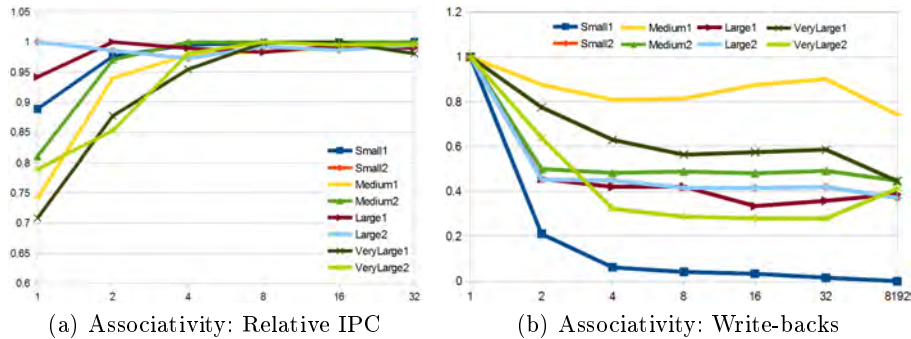 1.05
1
0.95
0.9
0.85
0.8
0.75
0.7
0.65
0.6
1 2 4 8 16 32
Small1
Small2
Medium1
Medium2
Large1
Large2
VeryLarge1
VeryLarge2
(a) Associativity: Relative IPC
1.2
1
0.8
0.6
0.4
0.2
0
1 2 4 8 16 32 8192
Small1 Medium1 Large1 VeryLarge1
Small2 Medium2 Large2 VeryLarge2
(b) Associativity: Write-backs